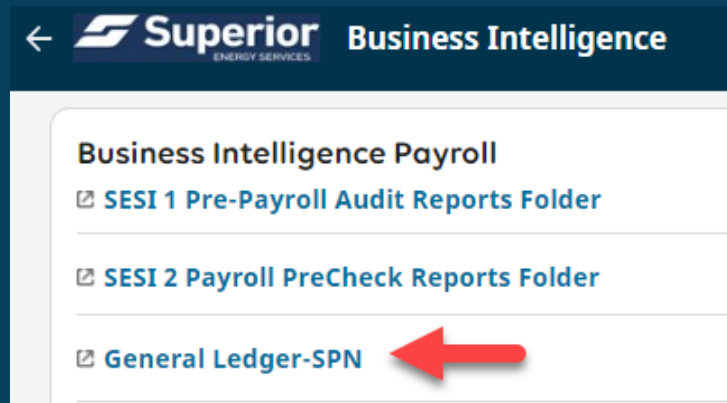 Superior
ENERGY SERVICES
Business Intelligence
Business Intelligence Payroll
SESI 1 Pre-Payroll Audit Reports Folder
SESI 2 Payroll PreCheck Reports Folder
General Ledger-SPN